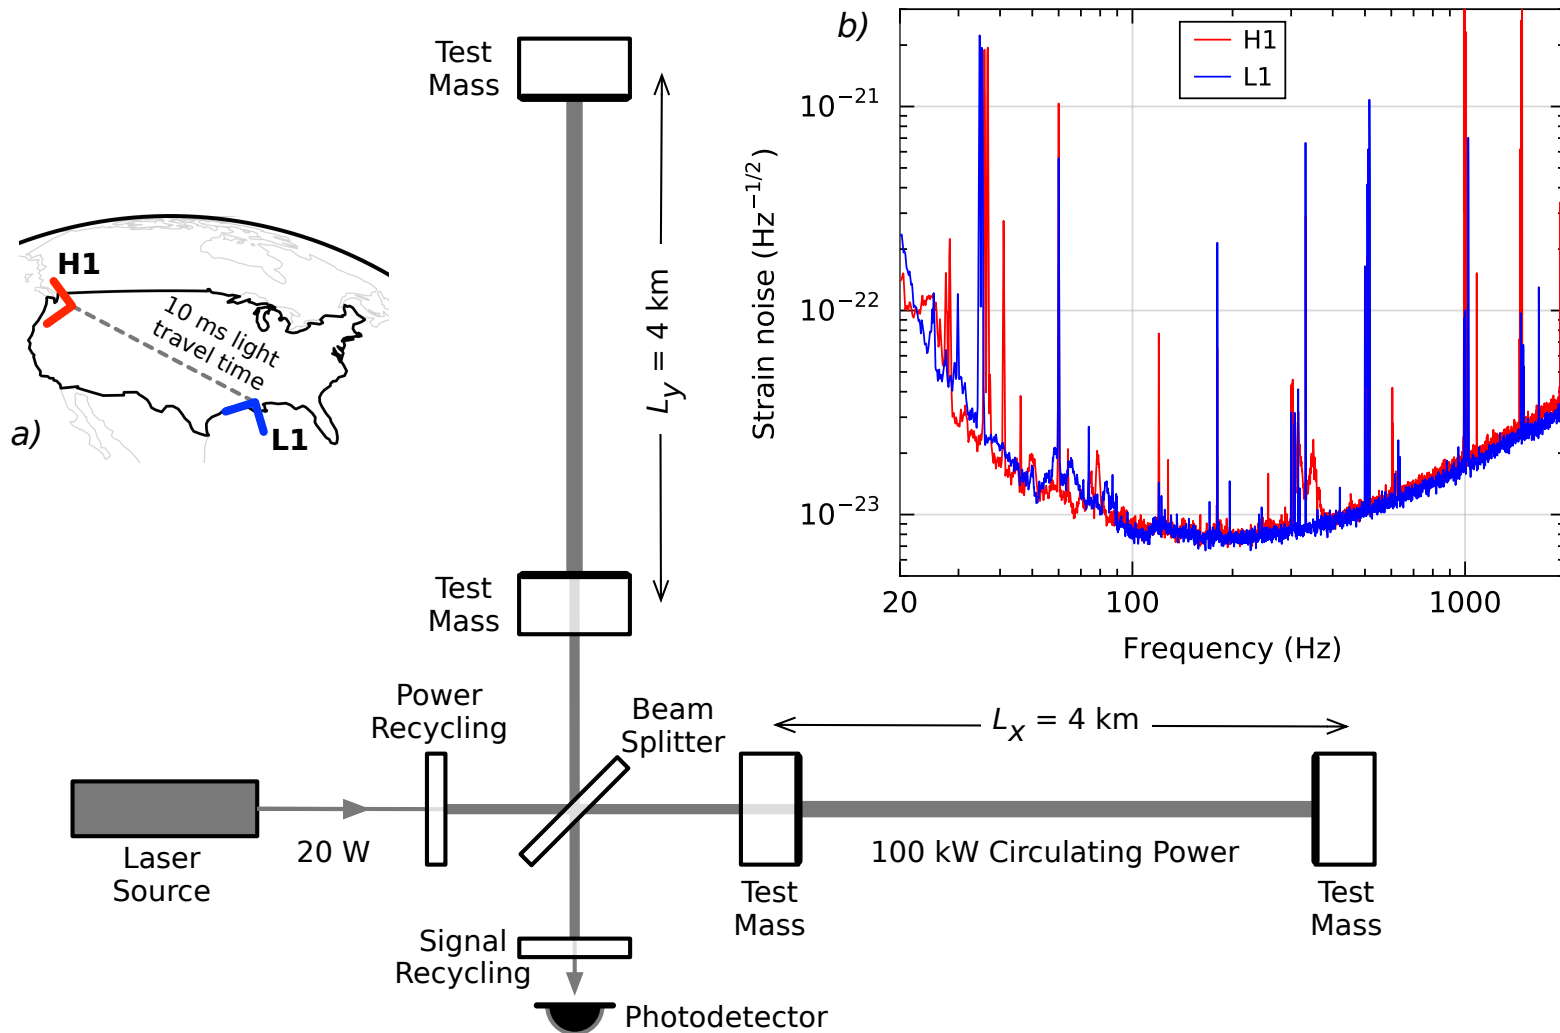 Test
Mass
L_y = 4 km
Test
Mass
H1
10 ms light
travel time
L1
a)
b)
H1
L1
Strain noise (Hz^{−1/2})
10^{−21}
10^{−22}
10^{−23}
20
100
1000
Frequency (Hz)
Power
Recycling
Beam
Splitter
L_x = 4 km
Laser
Source
20 W
100 kW Circulating Power
Test
Mass
Test
Mass
Signal
Recycling
Photodetector